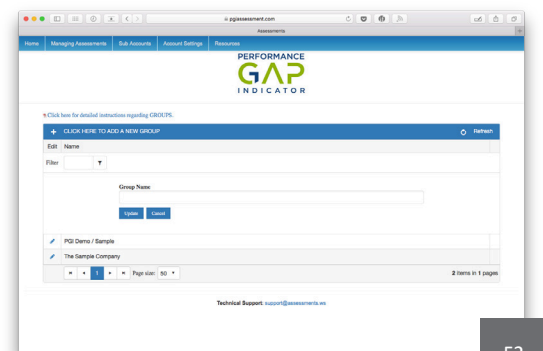 pgiassessment.com
Assessments
Home Managing Assessments Sub Accounts Account Settings Resources
PERFORMANCE
GAP
INDICATOR
Click here for detailed instructions regarding GROUPS.
+ CLICK HERE TO ADD A NEW GROUP Refresh
Edit Name
Filter
Group Name
Update Cancel
PGI Demo / Sample
The Sample Company
1 Page size: 50 2 items in 1 pages
Technical Support: support@assessments.ws